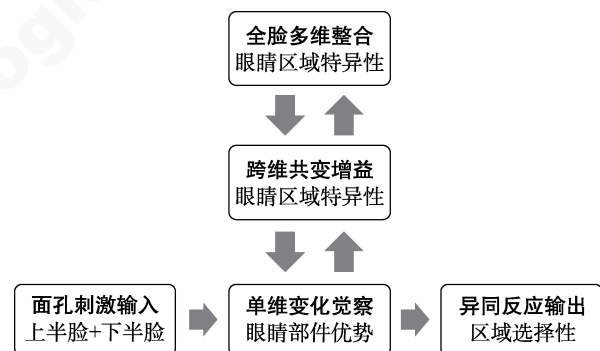 全脸多维整合
眼睛区域特异性
跨维共变增益
眼睛区域特异性
面孔刺激输入
上半脸+下半脸
单维变化觉察
眼睛部件优势
异同反应输出
区域选择性